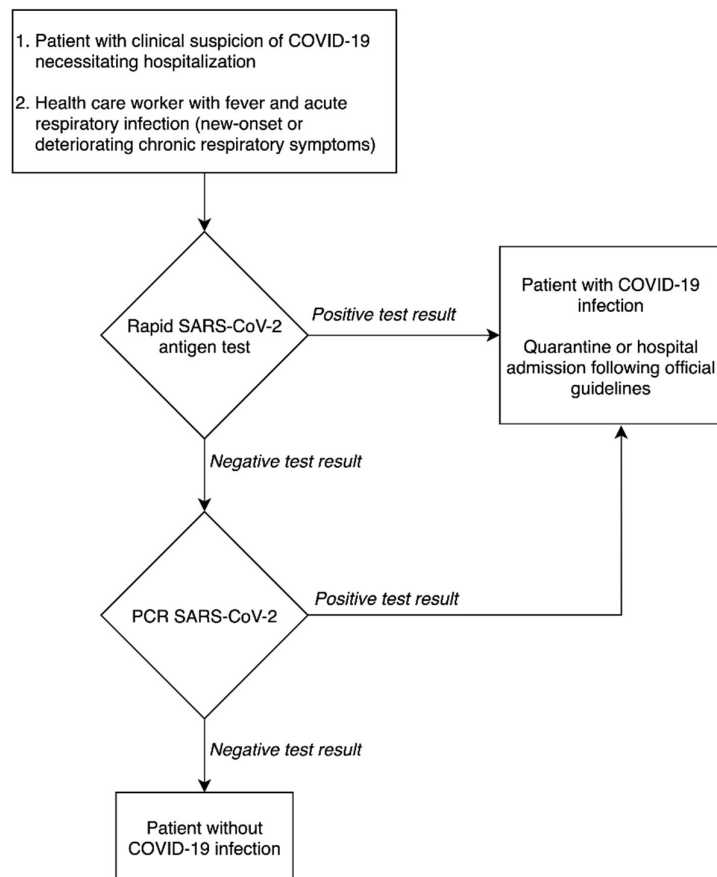 1. Patient with clinical suspicion of COVID-19
necessitating hospitalization
2. Health care worker with fever and acute
respiratory infection (new-onset or
deteriorating chronic respiratory symptoms)
Rapid SARS-CoV-2
antigen test
Positive test result
Patient with COVID-19
infection
Quarantine or hospital
admission following official
guidelines
Negative test result
PCR SARS-CoV-2
Positive test result
Negative test result
Patient without
COVID-19 infection